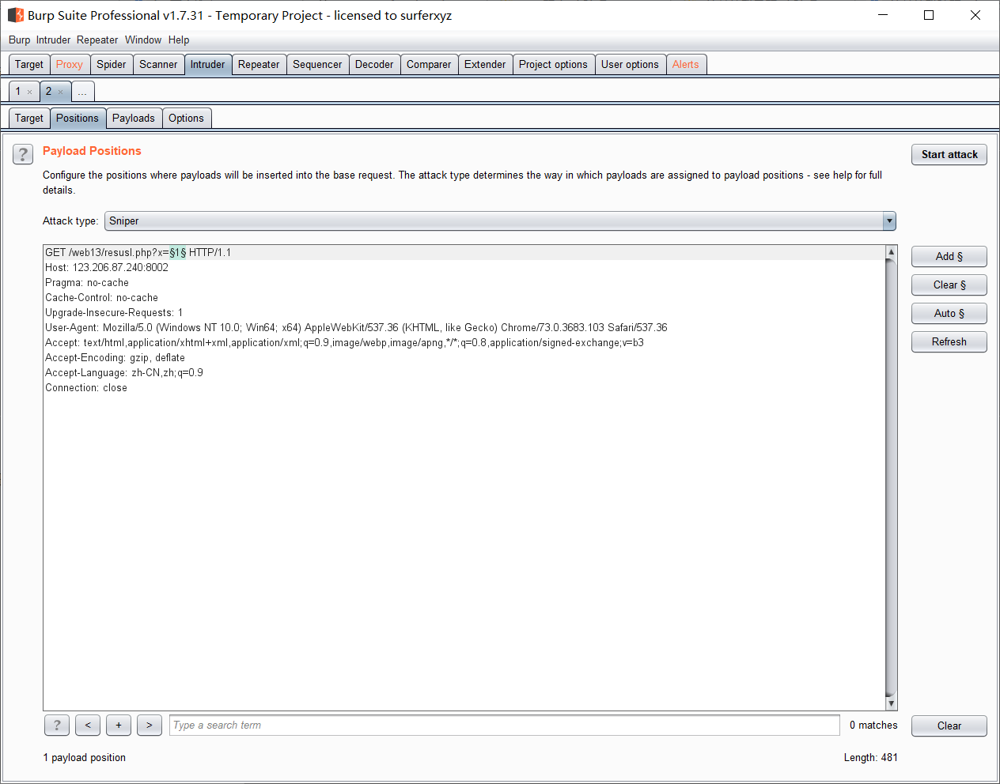 Burp Suite Professional v1.7.31 - Temporary Project - licensed to surferxyz
Burp Intruder Repeater Window Help
Target Proxy Spider Scanner Intruder Repeater Sequencer Decoder Comparer Extender Project options User options Alerts
1 × 2 × ...
Target Positions Payloads Options
? Payload Positions
Start attack
Configure the positions where payloads will be inserted into the base request. The attack type determines the way in which payloads are assigned to payload positions - see help for full
details.
Attack type: Sniper
GET /web13/resusl.php?x=§1§ HTTP/1.1
Host: 123.206.87.240:8002
Pragma: no-cache
Cache-Control: no-cache
Upgrade-Insecure-Requests: 1
User-Agent: Mozilla/5.0 (Windows NT 10.0; Win64; x64) AppleWebKit/537.36 (KHTML, like Gecko) Chrome/73.0.3683.103 Safari/537.36
Accept: text/html,application/xhtml+xml,application/xml;q=0.9,image/webp,image/apng,*/*;q=0.8,application/signed-exchange;v=b3
Accept-Encoding: gzip, deflate
Accept-Language: zh-CN,zh;q=0.9
Connection: close
Add §
Clear §
Auto §
Refresh
? < + > Type a search term 0 matches Clear
1 payload position Length: 481